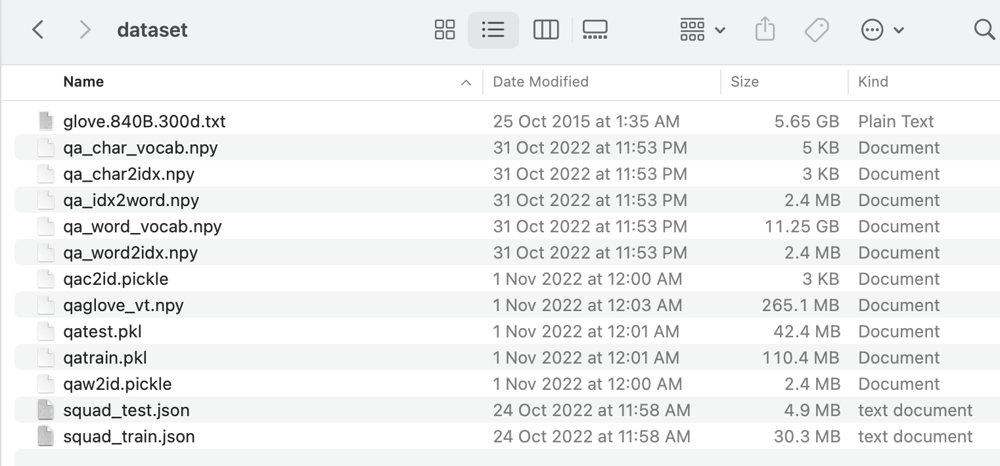 dataset
Name Date Modified Size Kind
glove.840B.300d.txt 25 Oct 2015 at 1:35 AM 5.65 GB Plain Text
qa_char_vocab.npy 31 Oct 2022 at 11:53 PM 5 KB Document
qa_char2idx.npy 31 Oct 2022 at 11:53 PM 3 KB Document
qa_idx2word.npy 31 Oct 2022 at 11:53 PM 2.4 MB Document
qa_word_vocab.npy 31 Oct 2022 at 11:53 PM 11.25 GB Document
qa_word2idx.npy 31 Oct 2022 at 11:53 PM 2.4 MB Document
qac2id.pickle 1 Nov 2022 at 12:00 AM 3 KB Document
qaglove_vt.npy 1 Nov 2022 at 12:03 AM 265.1 MB Document
qatest.pkl 1 Nov 2022 at 12:01 AM 42.4 MB Document
qatrain.pkl 1 Nov 2022 at 12:01 AM 110.4 MB Document
qaw2id.pickle 1 Nov 2022 at 12:00 AM 2.4 MB Document
squad_test.json 24 Oct 2022 at 11:58 AM 4.9 MB text document
squad_train.json 24 Oct 2022 at 11:58 AM 30.3 MB text document